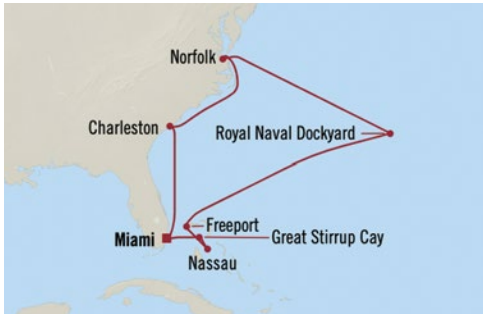 Norfolk
Charleston
Royal Naval Dockyard
Freeport
Miami
Great Stirrup Cay
Nassau